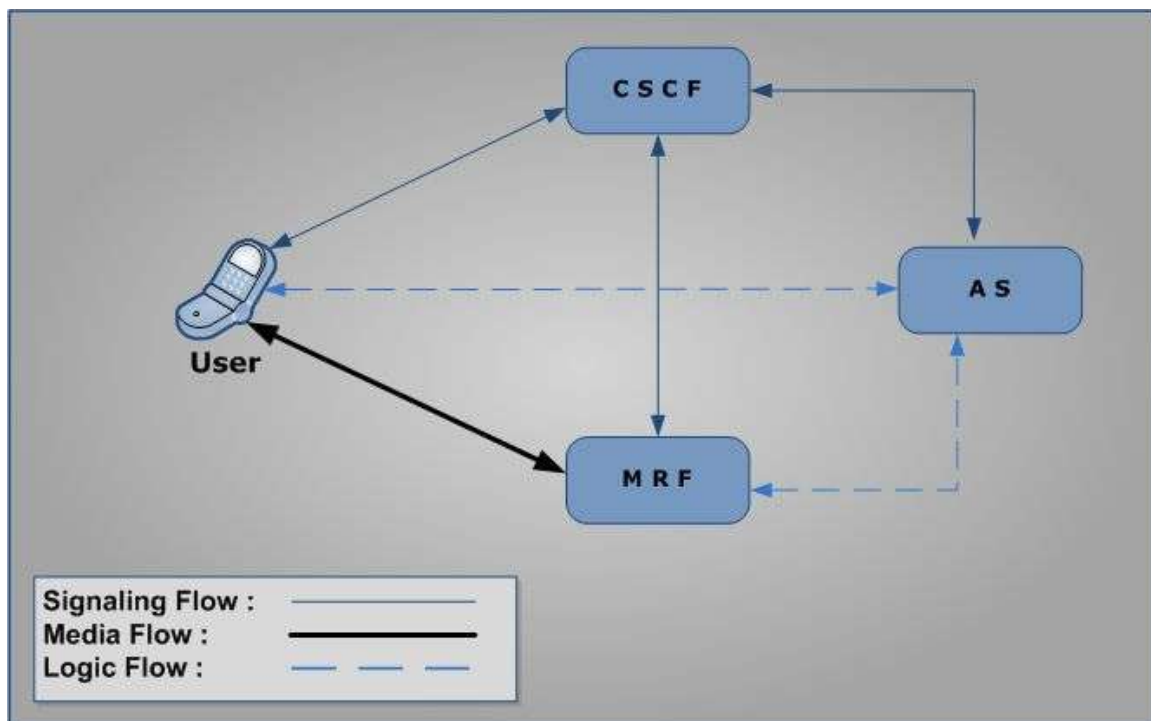 C S C F
A S
User
M R F
Signaling Flow :
Media Flow :
Logic Flow :